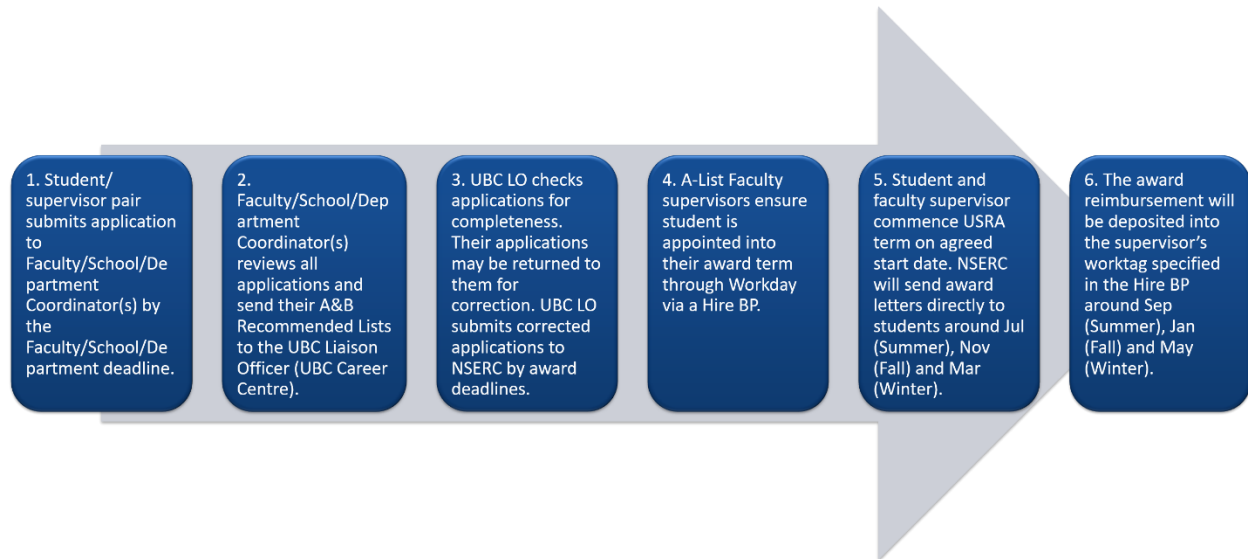 1. Student/
supervisor pair
submits application
to
Faculty/School/De
partment
Coordinator(s) by
the
Faculty/School/De
partment deadline.
2.
Faculty/School/Dep
artment
Coordinator(s)
reviews all
applications and
send their A&B
Recommended Lists
to the UBC Liaison
Officer (UBC Career
Centre).
3. UBC LO checks
applications for
completeness.
Their applications
may be returned to
them for
correction. UBC LO
submits corrected
applications to
NSERC by award
deadlines.
4. A-List Faculty
supervisors ensure
student is
appointed into
their award term
through Workday
via a Hire BP.
5. Student and
faculty supervisor
commence USRA
term on agreed
start date. NSERC
will send award
letters directly to
students around Jul
(Summer), Nov
(Fall) and Mar
(Winter).
6. The award
reimbursement will
be deposited into
the supervisor’s
worktag specified
in the Hire BP
around Sep
(Summer), Jan
(Fall) and May
(Winter).